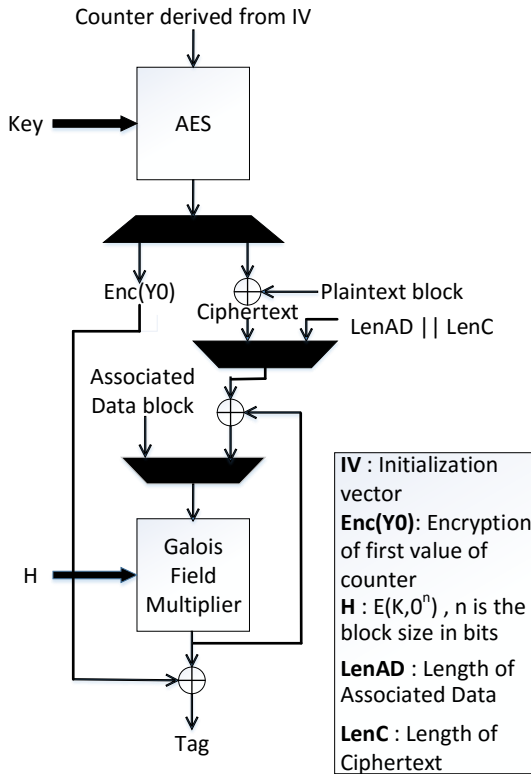 Counter derived from IV
Key
AES
Enc(Y0)
Plaintext block
Ciphertext
LenAD || LenC
Associated
Data block
H
Galois
Field
Multiplier
Tag
IV : Initialization
vector
Enc(Y0): Encryption
of first value of
counter
H : E(K,0ⁿ) , n is the
block size in bits
LenAD : Length of
Associated Data
LenC : Length of
Ciphertext